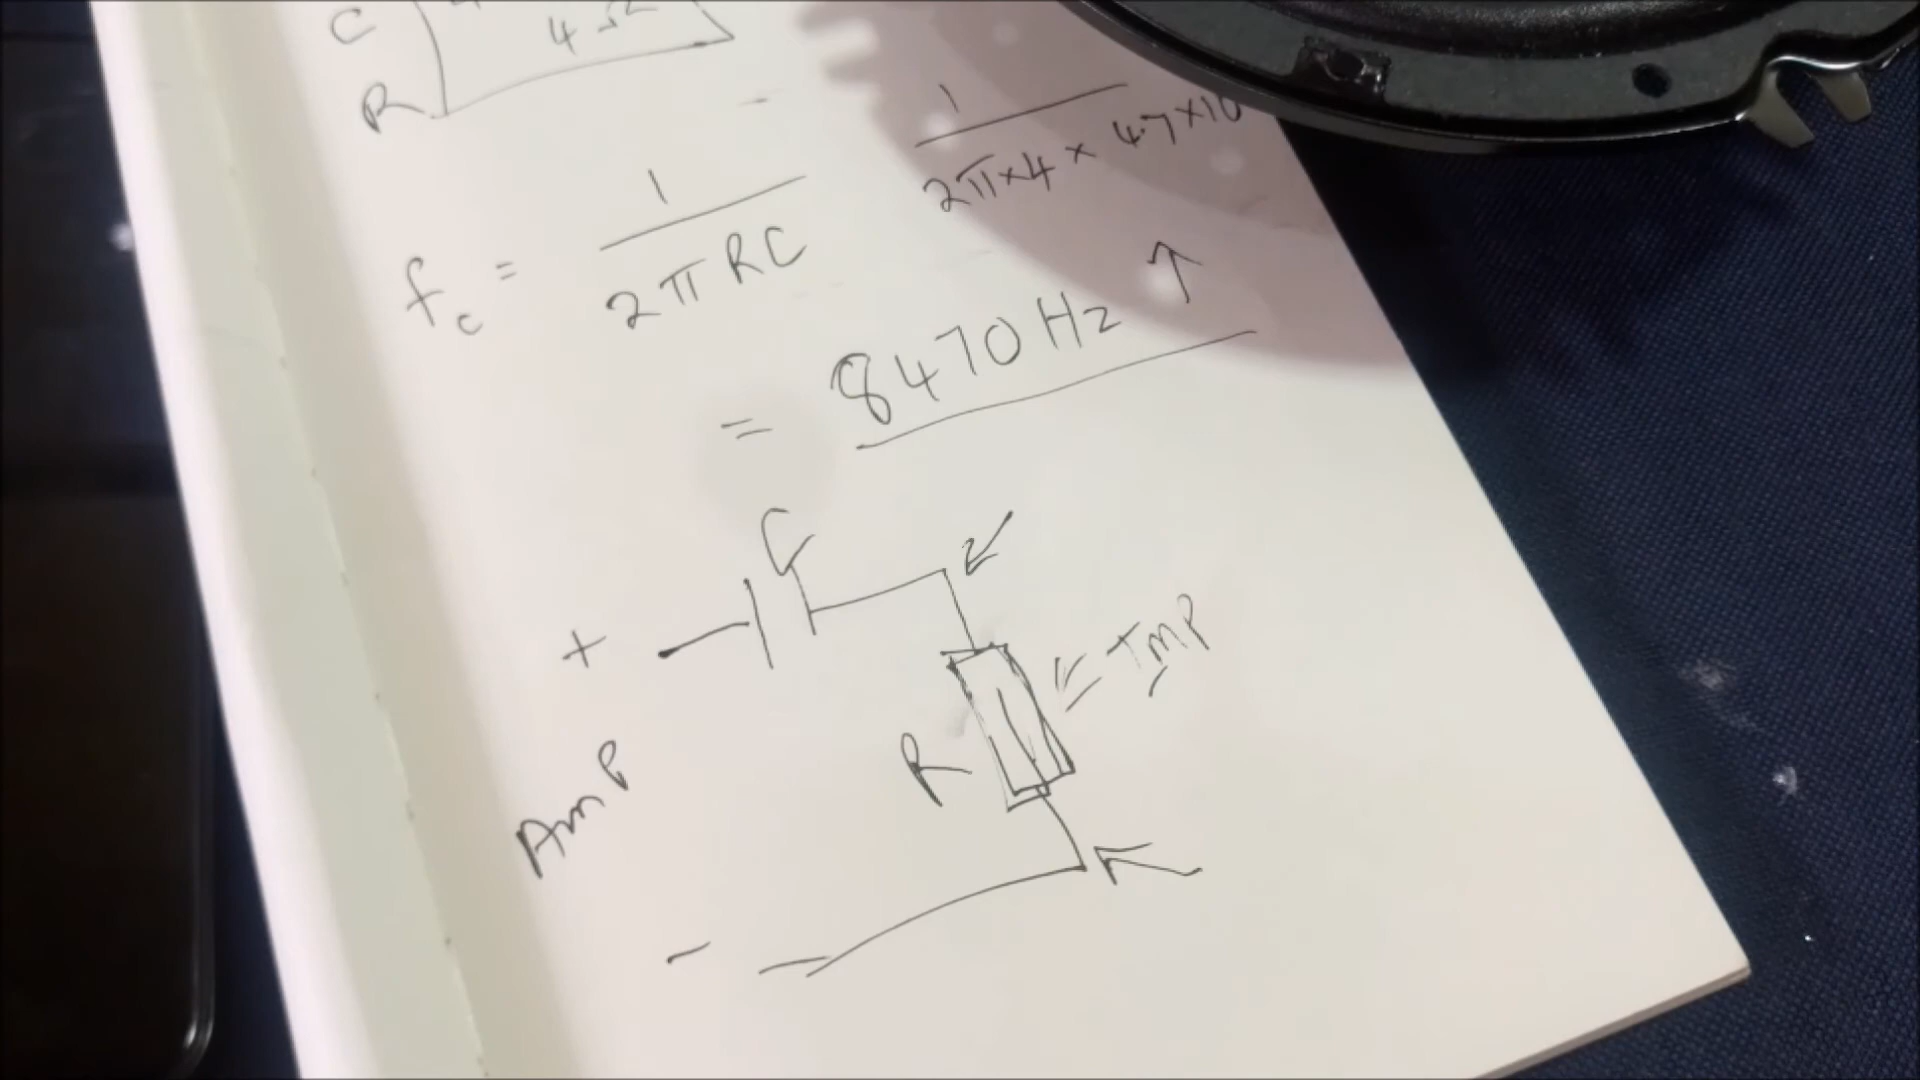 C
4Ω
R
1
2π×4 × 4.7×10
fc = 1
2πRC
= 8470 Hz ↑
C
+
IMP
R
AMP
−